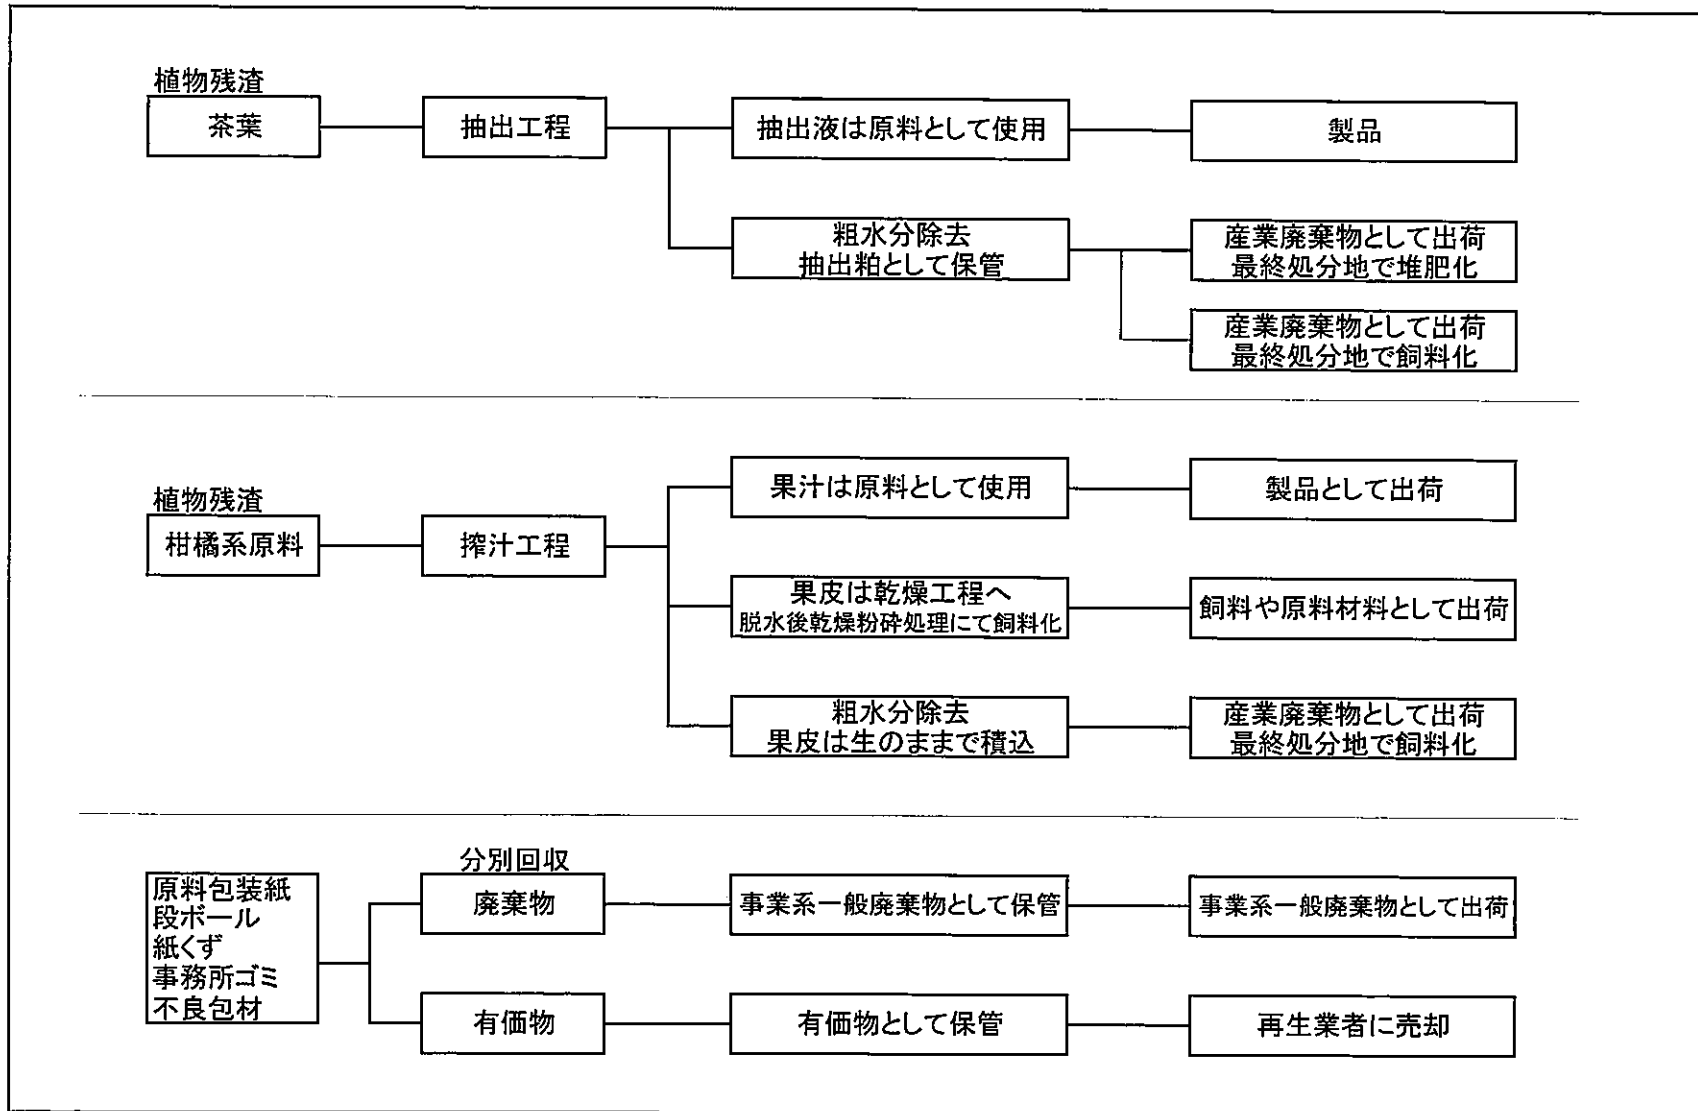 植物残渣
茶葉
抽出工程
抽出液は原料として使用
製品
粗水分除去
抽出粕として保管
産業廃棄物として出荷
最終処分地で堆肥化
産業廃棄物として出荷
最終処分地で飼料化
植物残渣
柑橘系原料
搾汁工程
果汁は原料として使用
製品として出荷
果皮は乾燥工程へ
脱水後乾燥粉砕処理にて飼料化
飼料や原料材料として出荷
粗水分除去
果皮は生のままで積込
産業廃棄物として出荷
最終処分地で飼料化
原料包装紙
段ボール
紙くず
事務所ゴミ
不良包材
分別回収
廃棄物
事業系一般廃棄物として保管
事業系一般廃棄物として出荷
有価物
有価物として保管
再生業者に売却